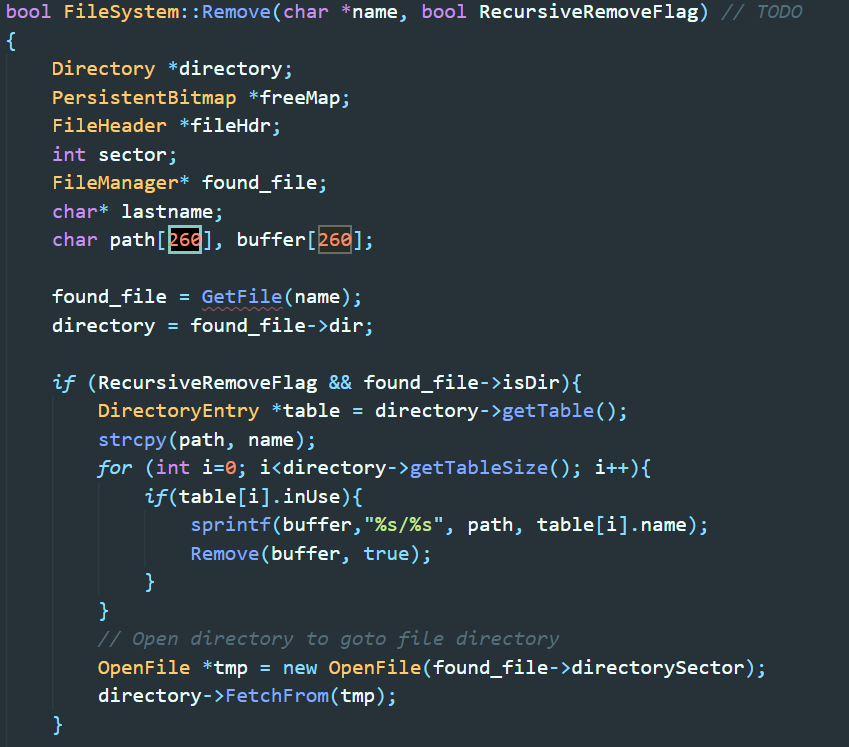 bool FileSystem::Remove(char *name, bool RecursiveRemoveFlag) // TODO
{
    Directory *directory;
    PersistentBitmap *freeMap;
    FileHeader *fileHdr;
    int sector;
    FileManager* found_file;
    char* lastname;
    char path[260], buffer[260];

    found_file = GetFile(name);
    directory = found_file->dir;

    if (RecursiveRemoveFlag && found_file->isDir){
        DirectoryEntry *table = directory->getTable();
        strcpy(path, name);
        for (int i=0; i<directory->getTableSize(); i++){
            if(table[i].inUse){
                sprintf(buffer,"%s/%s", path, table[i].name);
                Remove(buffer, true);
            }
        }
        // Open directory to goto file directory
        OpenFile *tmp = new OpenFile(found_file->directorySector);
        directory->FetchFrom(tmp);
    }